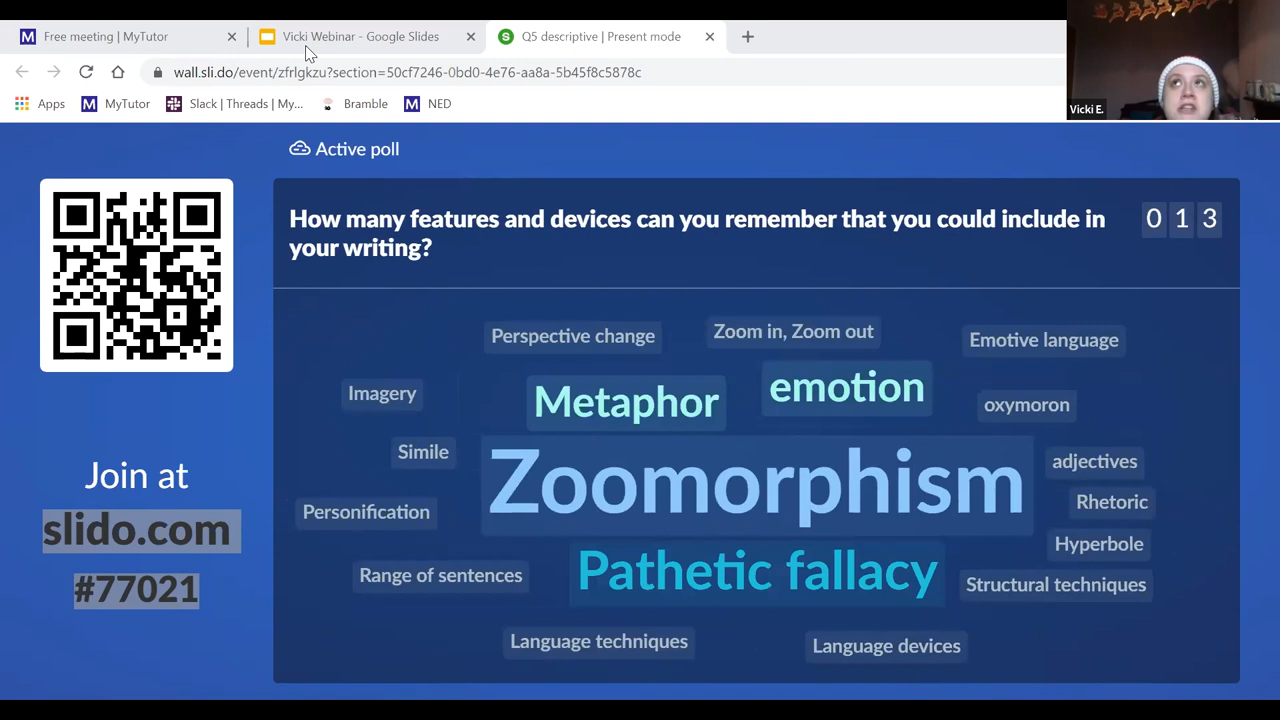 Free meeting | MyTutor
Vicki Webinar - Google Slides
Q5 descriptive | Present mode
wall.sli.do/event/zfrlgkzu?section=50cf7246-0bd0-4e76-aa8a-5b45f8c5878c
Apps
MyTutor
Slack | Threads | My...
Bramble
NED
Vicki E.
Active poll
How many features and devices can you remember that you could include in
your writing?
013
Perspective change
Zoom in, Zoom out
Emotive language
Imagery
Metaphor
emotion
oxymoron
Simile
Zoomorphism
adjectives
Personification
Rhetoric
Hyperbole
Range of sentences
Pathetic fallacy
Structural techniques
Language techniques
Language devices
Join at
slido.com
#77021